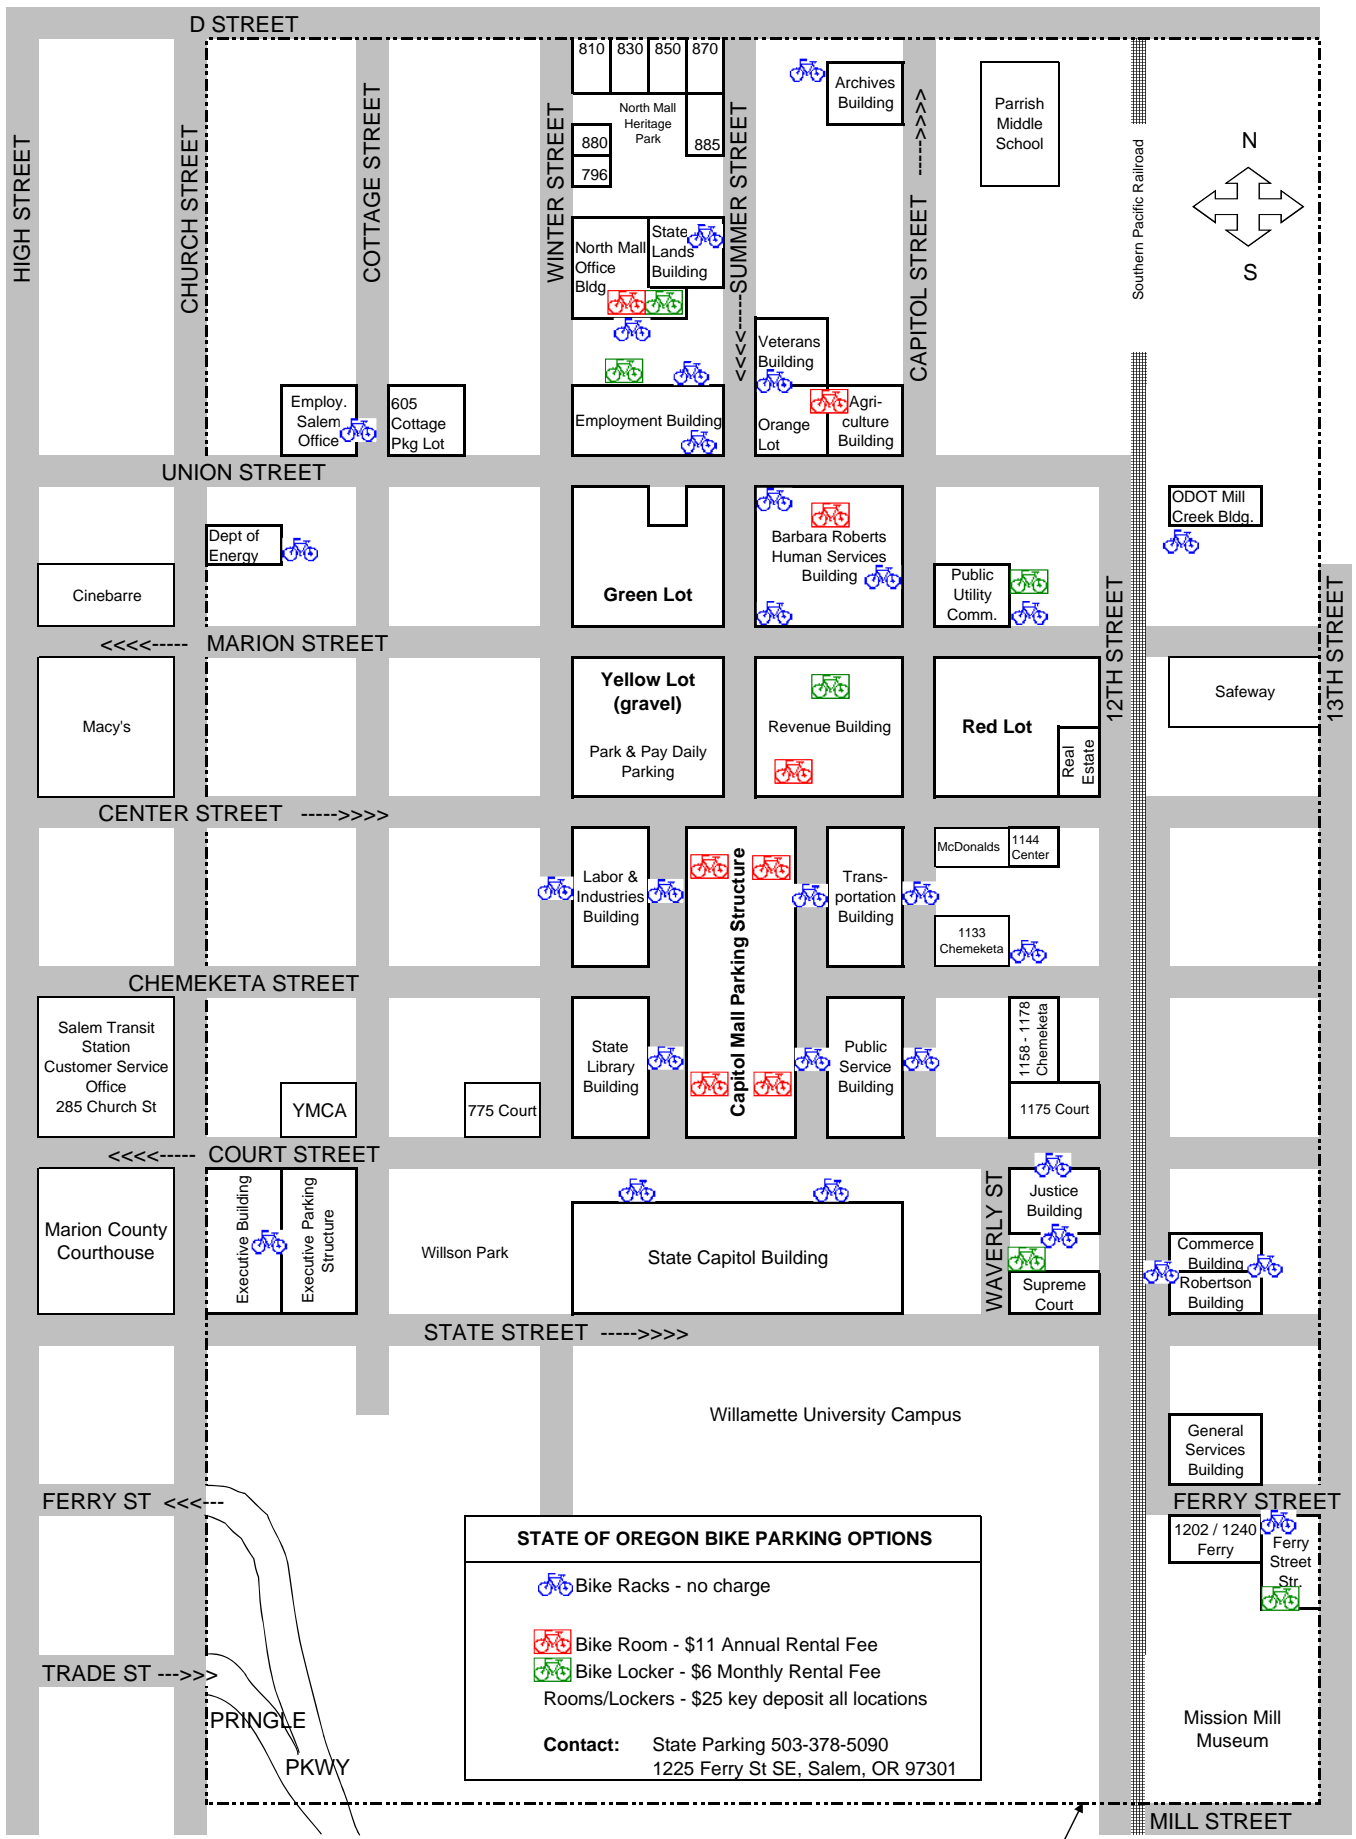 D STREET
810
830
850
870
Archives
Building
Parrish
Middle
School
North Mall
Heritage
Park
880
885
796
N
S
HIGH STREET
CHURCH STREET
COTTAGE STREET
WINTER STREET
<<<<-----SUMMER STREET
CAPITOL STREET ----->>>>
Southern Pacific Railroad
North Mall
Office
Bldg
State
Lands
Building
Veterans
Building
Employ.
Salem
Office
605
Cottage
Pkg Lot
Employment Building
Orange
Lot
Agri-
culture
Building
UNION STREET
Dept of
Energy
Cinebarre
Green Lot
Barbara Roberts
Human Services
Building
Public
Utility
Comm.
ODOT Mill
Creek Bldg.
12TH STREET
13TH STREET
<<<<----- MARION STREET
Macy's
Yellow Lot
(gravel)
Park & Pay Daily
Parking
Revenue Building
Red Lot
Real
Estate
Safeway
CENTER STREET ----->>>>
Labor &
Industries
Building
Capitol Mall Parking Structure
Trans-
portation
Building
McDonalds
1144
Center
1133
Chemeketa
CHEMEKETA STREET
Salem Transit
Station
Customer Service
Office
285 Church St
YMCA
775 Court
State
Library
Building
Public
Service
Building
1158 - 1178
Chemeketa
1175 Court
<<<<----- COURT STREET
Marion County
Courthouse
Executive Building
Executive Parking
Structure
Willson Park
State Capitol Building
WAVERLY ST
Justice
Building
Supreme
Court
Commerce
Building
Robertson
Building
STATE STREET ----->>>>
Willamette University Campus
General
Services
Building
FERRY ST <<<---
FERRY STREET
1202 / 1240
Ferry
Ferry
Street
Str.
STATE OF OREGON BIKE PARKING OPTIONS
Bike Racks - no charge
Bike Room - $11 Annual Rental Fee
Bike Locker - $6 Monthly Rental Fee
Rooms/Lockers - $25 key deposit all locations
Contact: State Parking 503-378-5090
1225 Ferry St SE, Salem, OR 97301
TRADE ST --->>>
PRINGLE
PKWY
Mission Mill
Museum
MILL STREET